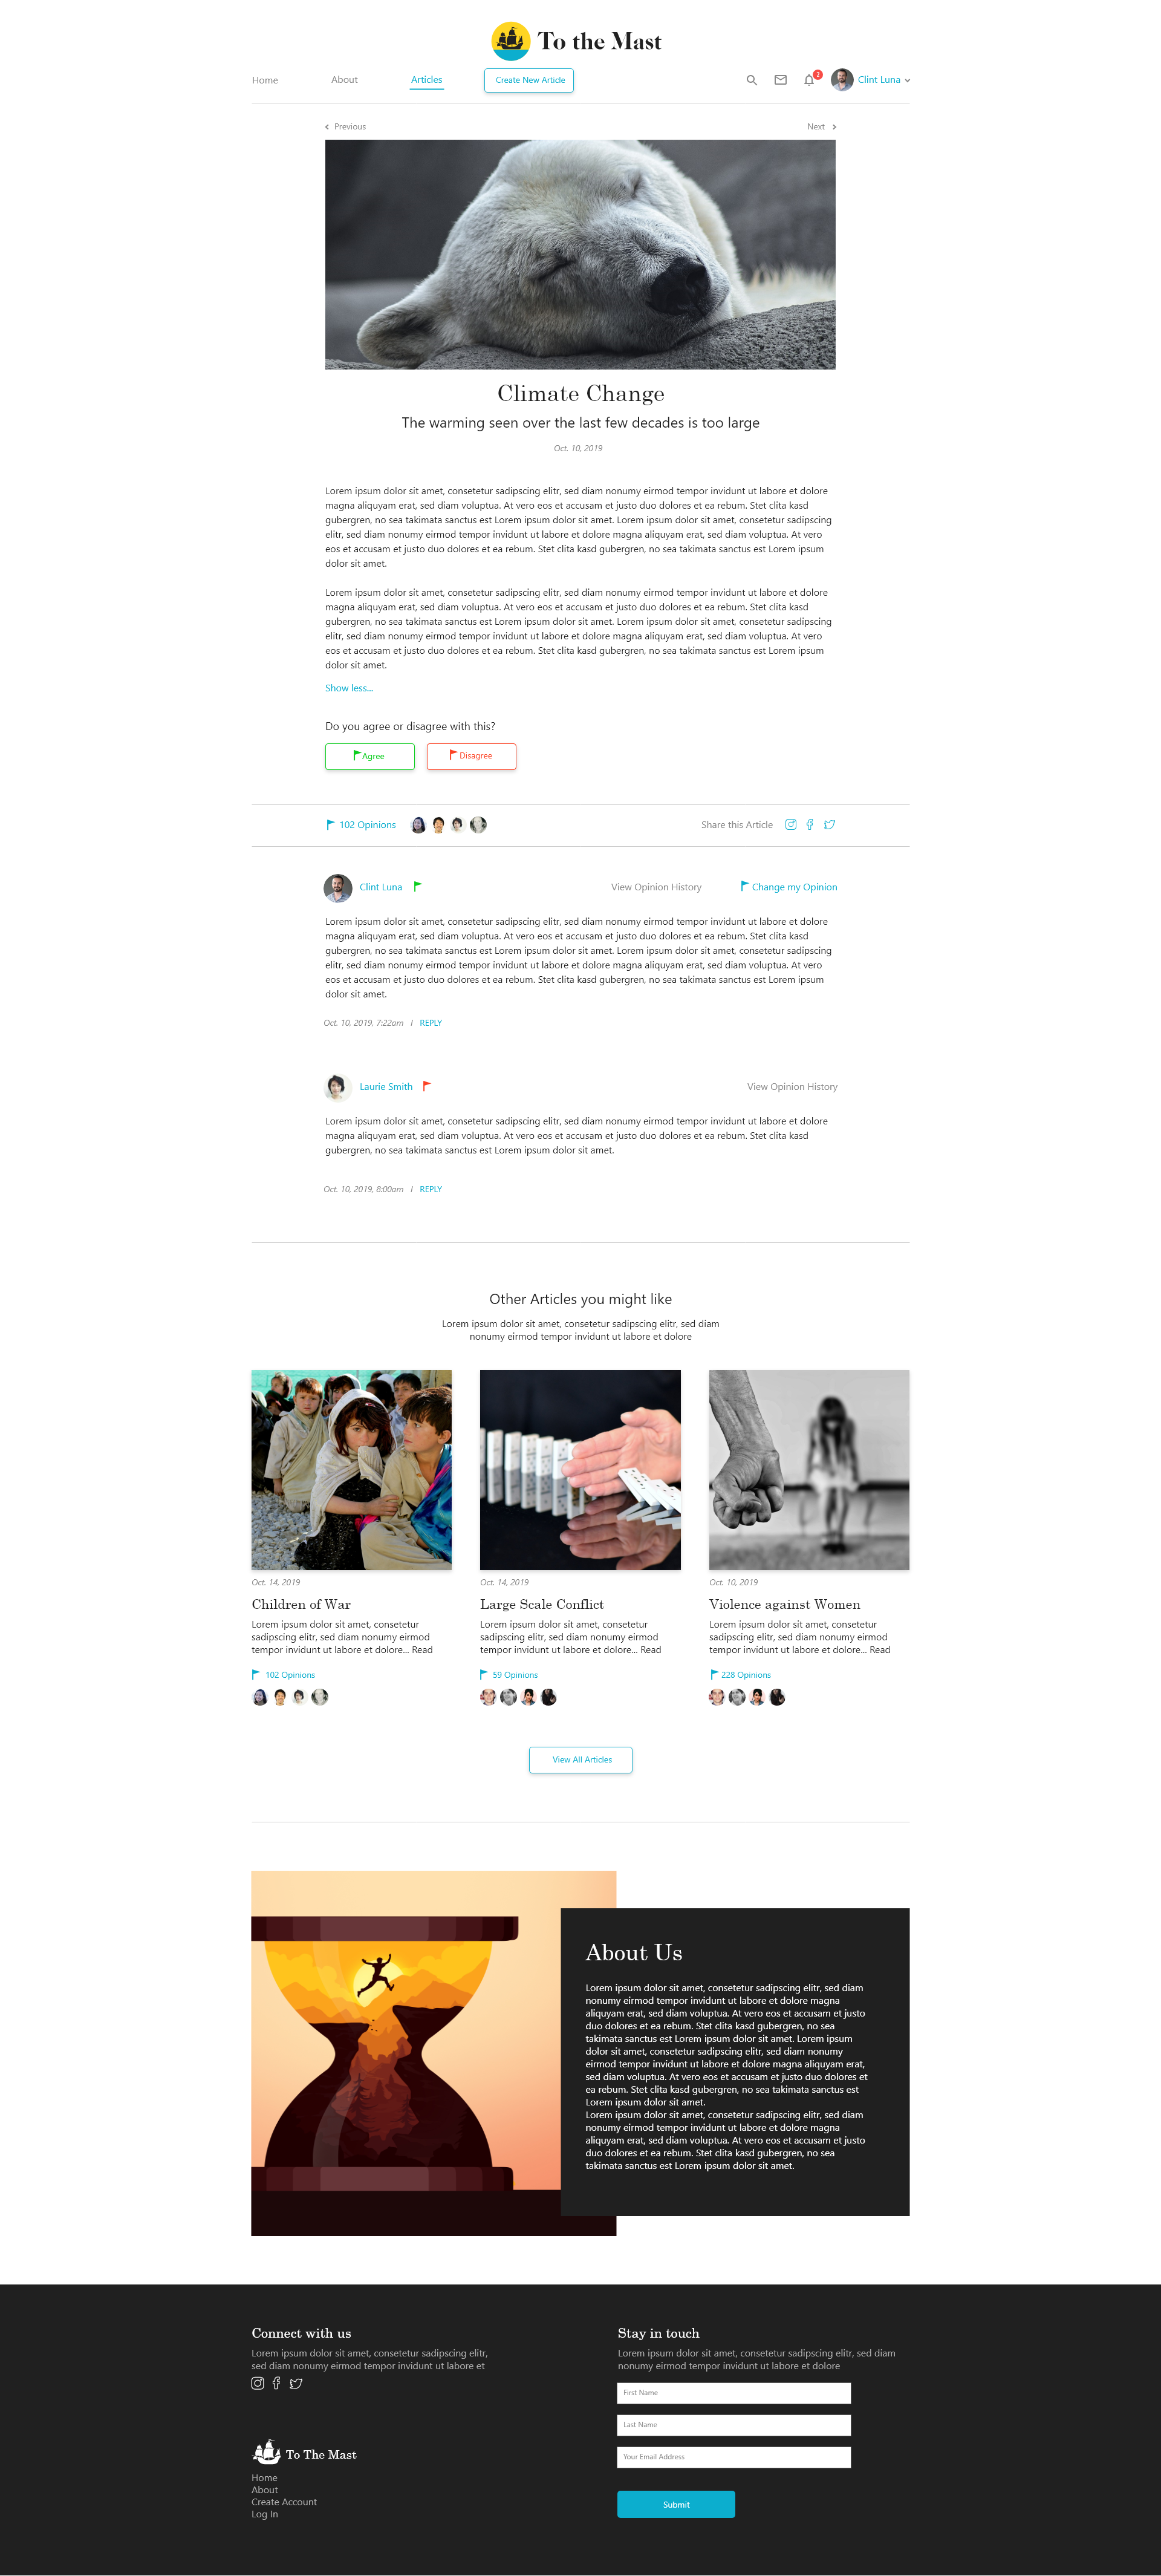 To the Mast
Home
About
Articles
Create New Article
2
Clint Luna
Previous
Next
Climate Change
The warming seen over the last few decades is too large
Oct. 10, 2019
Lorem ipsum dolor sit amet, consetetur sadipscing elitr, sed diam nonumy eirmod tempor invidunt ut labore et dolore
magna aliquyam erat, sed diam voluptua. At vero eos et accusam et justo duo dolores et ea rebum. Stet clita kasd
gubergren, no sea takimata sanctus est Lorem ipsum dolor sit amet. Lorem ipsum dolor sit amet, consetetur sadipscing
elitr, sed diam nonumy eirmod tempor invidunt ut labore et dolore magna aliquyam erat, sed diam voluptua. At vero
eos et accusam et justo duo dolores et ea rebum. Stet clita kasd gubergren, no sea takimata sanctus est Lorem ipsum
dolor sit amet.
Lorem ipsum dolor sit amet, consetetur sadipscing elitr, sed diam nonumy eirmod tempor invidunt ut labore et dolore
magna aliquyam erat, sed diam voluptua. At vero eos et accusam et justo duo dolores et ea rebum. Stet clita kasd
gubergren, no sea takimata sanctus est Lorem ipsum dolor sit amet. Lorem ipsum dolor sit amet, consetetur sadipscing
elitr, sed diam nonumy eirmod tempor invidunt ut labore et dolore magna aliquyam erat, sed diam voluptua. At vero
eos et accusam et justo duo dolores et ea rebum. Stet clita kasd gubergren, no sea takimata sanctus est Lorem ipsum
dolor sit amet.
Show less...
Do you agree or disagree with this?
Agree
Disagree
102 Opinions
Share this Article
Clint Luna
View Opinion History
Change my Opinion
Lorem ipsum dolor sit amet, consetetur sadipscing elitr, sed diam nonumy eirmod tempor invidunt ut labore et dolore
magna aliquyam erat, sed diam voluptua. At vero eos et accusam et justo duo dolores et ea rebum. Stet clita kasd
gubergren, no sea takimata sanctus est Lorem ipsum dolor sit amet. Lorem ipsum dolor sit amet, consetetur sadipscing
elitr, sed diam nonumy eirmod tempor invidunt ut labore et dolore magna aliquyam erat, sed diam voluptua. At vero
eos et accusam et justo duo dolores et ea rebum. Stet clita kasd gubergren, no sea takimata sanctus est Lorem ipsum
dolor sit amet.
Oct. 10, 2019, 7:22am I REPLY
Laurie Smith
View Opinion History
Lorem ipsum dolor sit amet, consetetur sadipscing elitr, sed diam nonumy eirmod tempor invidunt ut labore et dolore
magna aliquyam erat, sed diam voluptua. At vero eos et accusam et justo duo dolores et ea rebum. Stet clita kasd
gubergren, no sea takimata sanctus est Lorem ipsum dolor sit amet.
Oct. 10, 2019, 8:00am I REPLY
Other Articles you might like
Lorem ipsum dolor sit amet, consetetur sadipscing elitr, sed diam
nonumy eirmod tempor invidunt ut labore et dolore
Oct. 14, 2019
Children of War
Lorem ipsum dolor sit amet, consetetur
sadipscing elitr, sed diam nonumy eirmod
tempor invidunt ut labore et dolore... Read
102 Opinions
Oct. 14, 2019
Large Scale Conflict
Lorem ipsum dolor sit amet, consetetur
sadipscing elitr, sed diam nonumy eirmod
tempor invidunt ut labore et dolore... Read
59 Opinions
Oct. 10, 2019
Violence against Women
Lorem ipsum dolor sit amet, consetetur
sadipscing elitr, sed diam nonumy eirmod
tempor invidunt ut labore et dolore... Read
228 Opinions
View All Articles
About Us
Lorem ipsum dolor sit amet, consetetur sadipscing elitr, sed diam
nonumy eirmod tempor invidunt ut labore et dolore magna
aliquyam erat, sed diam voluptua. At vero eos et accusam et justo
duo dolores et ea rebum. Stet clita kasd gubergren, no sea
takimata sanctus est Lorem ipsum dolor sit amet. Lorem ipsum
dolor sit amet, consetetur sadipscing elitr, sed diam nonumy
eirmod tempor invidunt ut labore et dolore magna aliquyam erat,
sed diam voluptua. At vero eos et accusam et justo duo dolores et
ea rebum. Stet clita kasd gubergren, no sea takimata sanctus est
Lorem ipsum dolor sit amet.
Lorem ipsum dolor sit amet, consetetur sadipscing elitr, sed diam
nonumy eirmod tempor invidunt ut labore et dolore magna
aliquyam erat, sed diam voluptua. At vero eos et accusam et justo
duo dolores et ea rebum. Stet clita kasd gubergren, no sea
takimata sanctus est Lorem ipsum dolor sit amet.
Connect with us
Lorem ipsum dolor sit amet, consetetur sadipscing elitr,
sed diam nonumy eirmod tempor invidunt ut labore et
To The Mast
Home
About
Create Account
Log In
Stay in touch
Lorem ipsum dolor sit amet, consetetur sadipscing elitr, sed diam
nonumy eirmod tempor invidunt ut labore et dolore
First Name
Last Name
Your Email Address
Submit